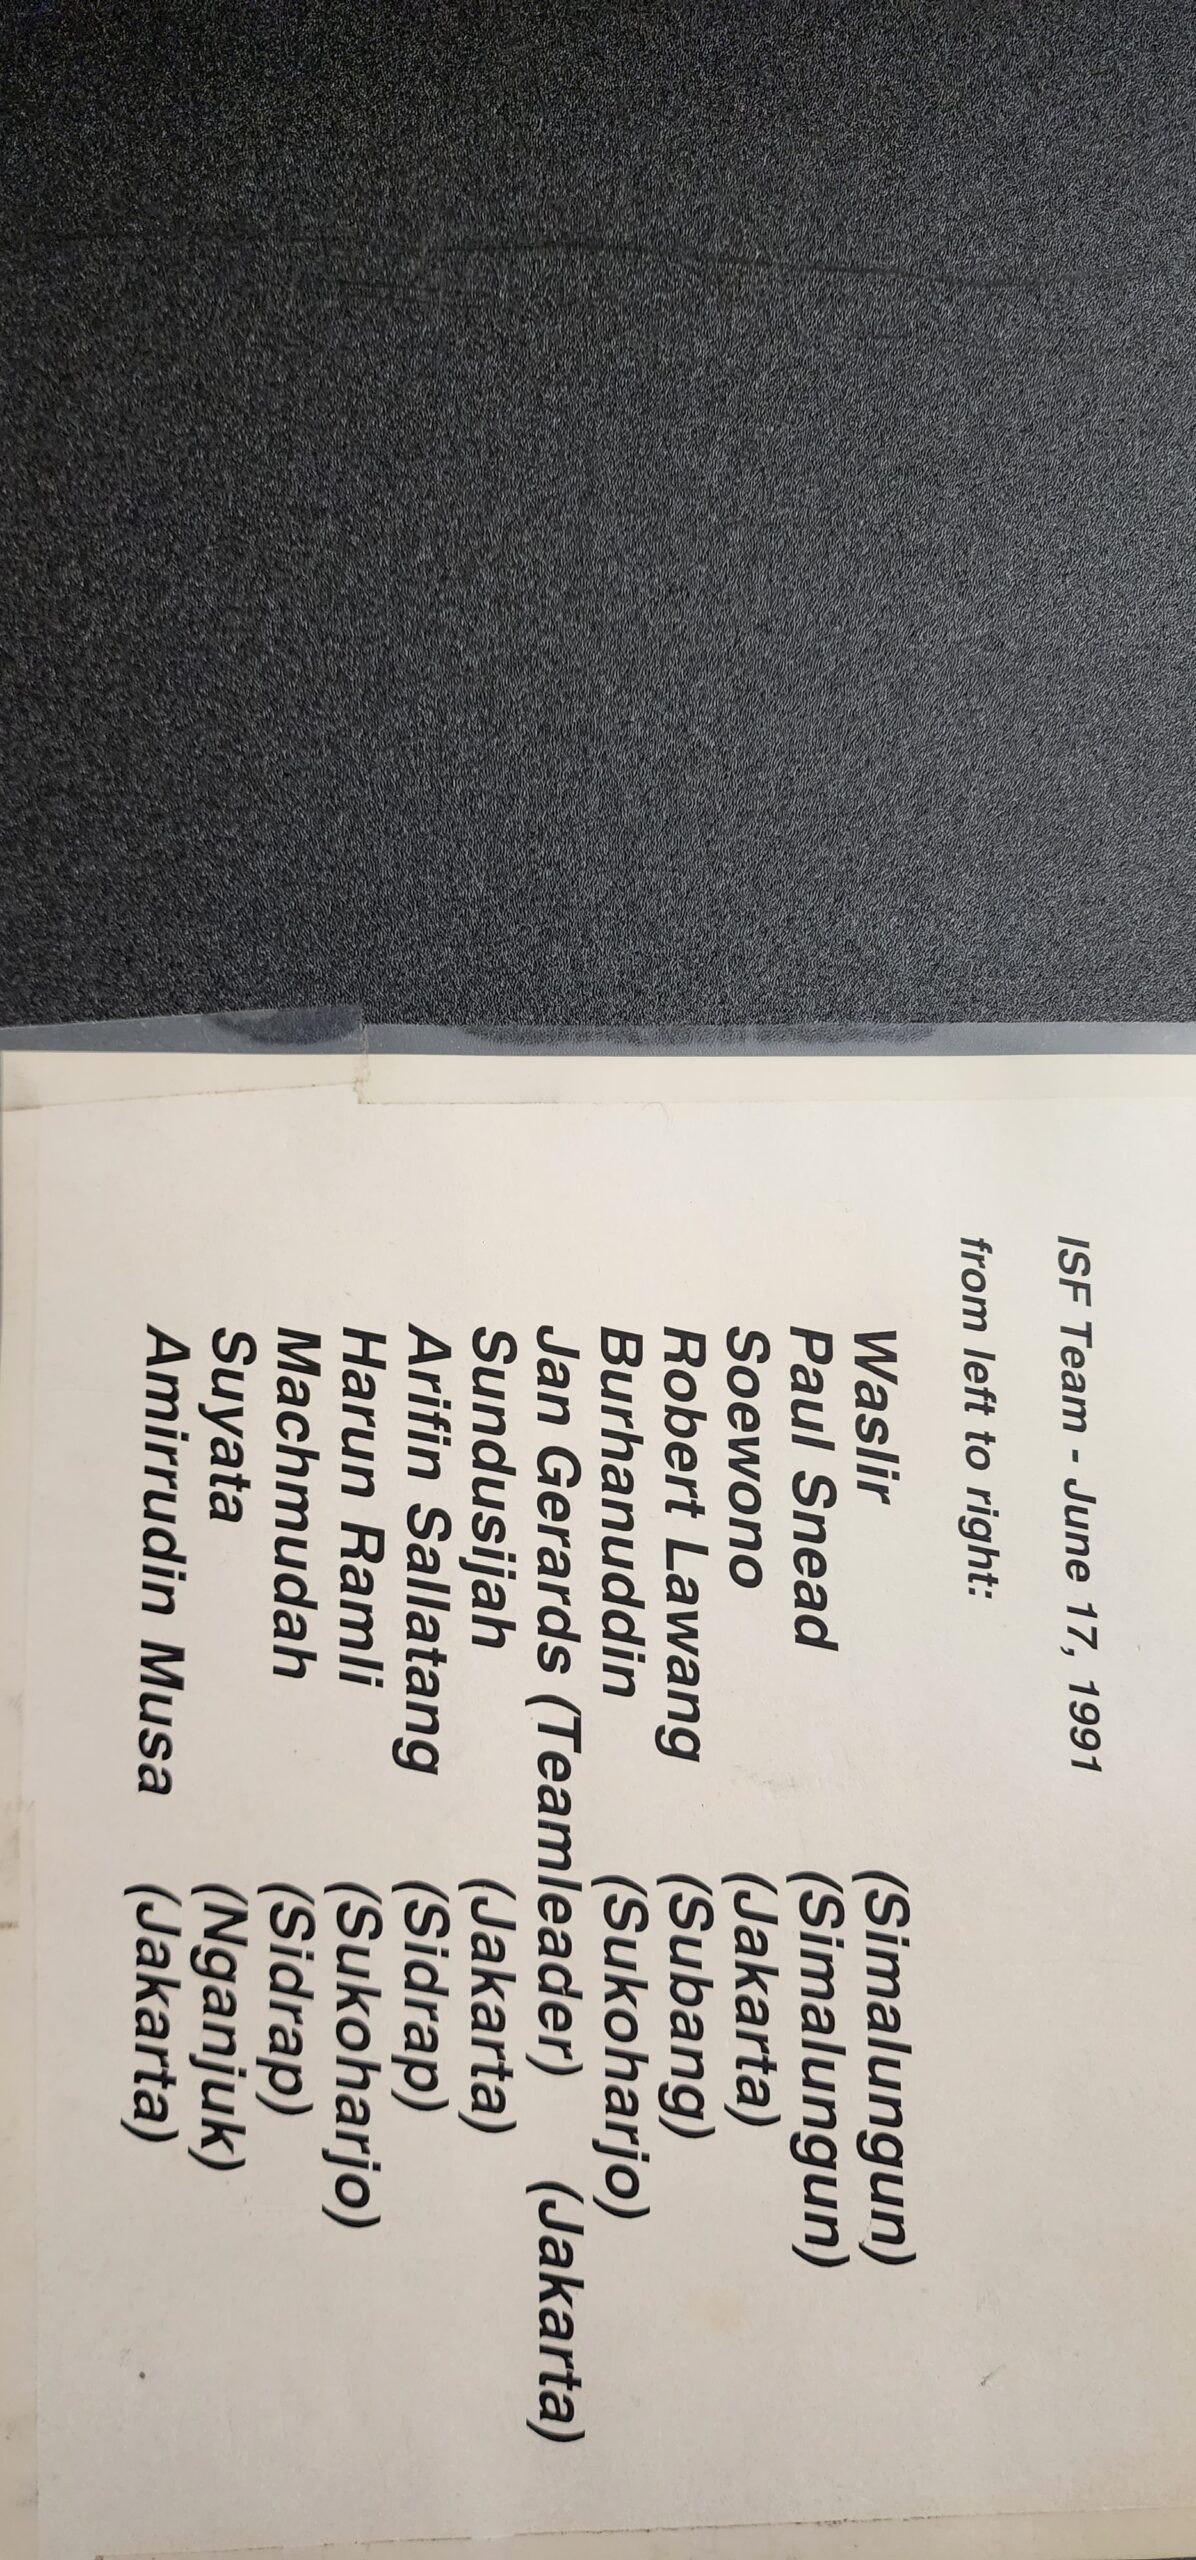 ISF Team - June 17, 1991
from left to right:
Waslir (Simalungun)
Paul Snead (Simalungun)
Soewono (Jakarta)
Robert Lawang (Subang)
Burhanuddin (Sukoharjo)
Jan Gerards (Teamleader) (Jakarta)
Sundusijah (Jakarta)
Arifin Sallatang (Sidrap)
Harun Ramli (Sukoharjo)
Machmudah (Sidrap)
Suyata (Nganjuk)
Amirrudin Musa (Jakarta)